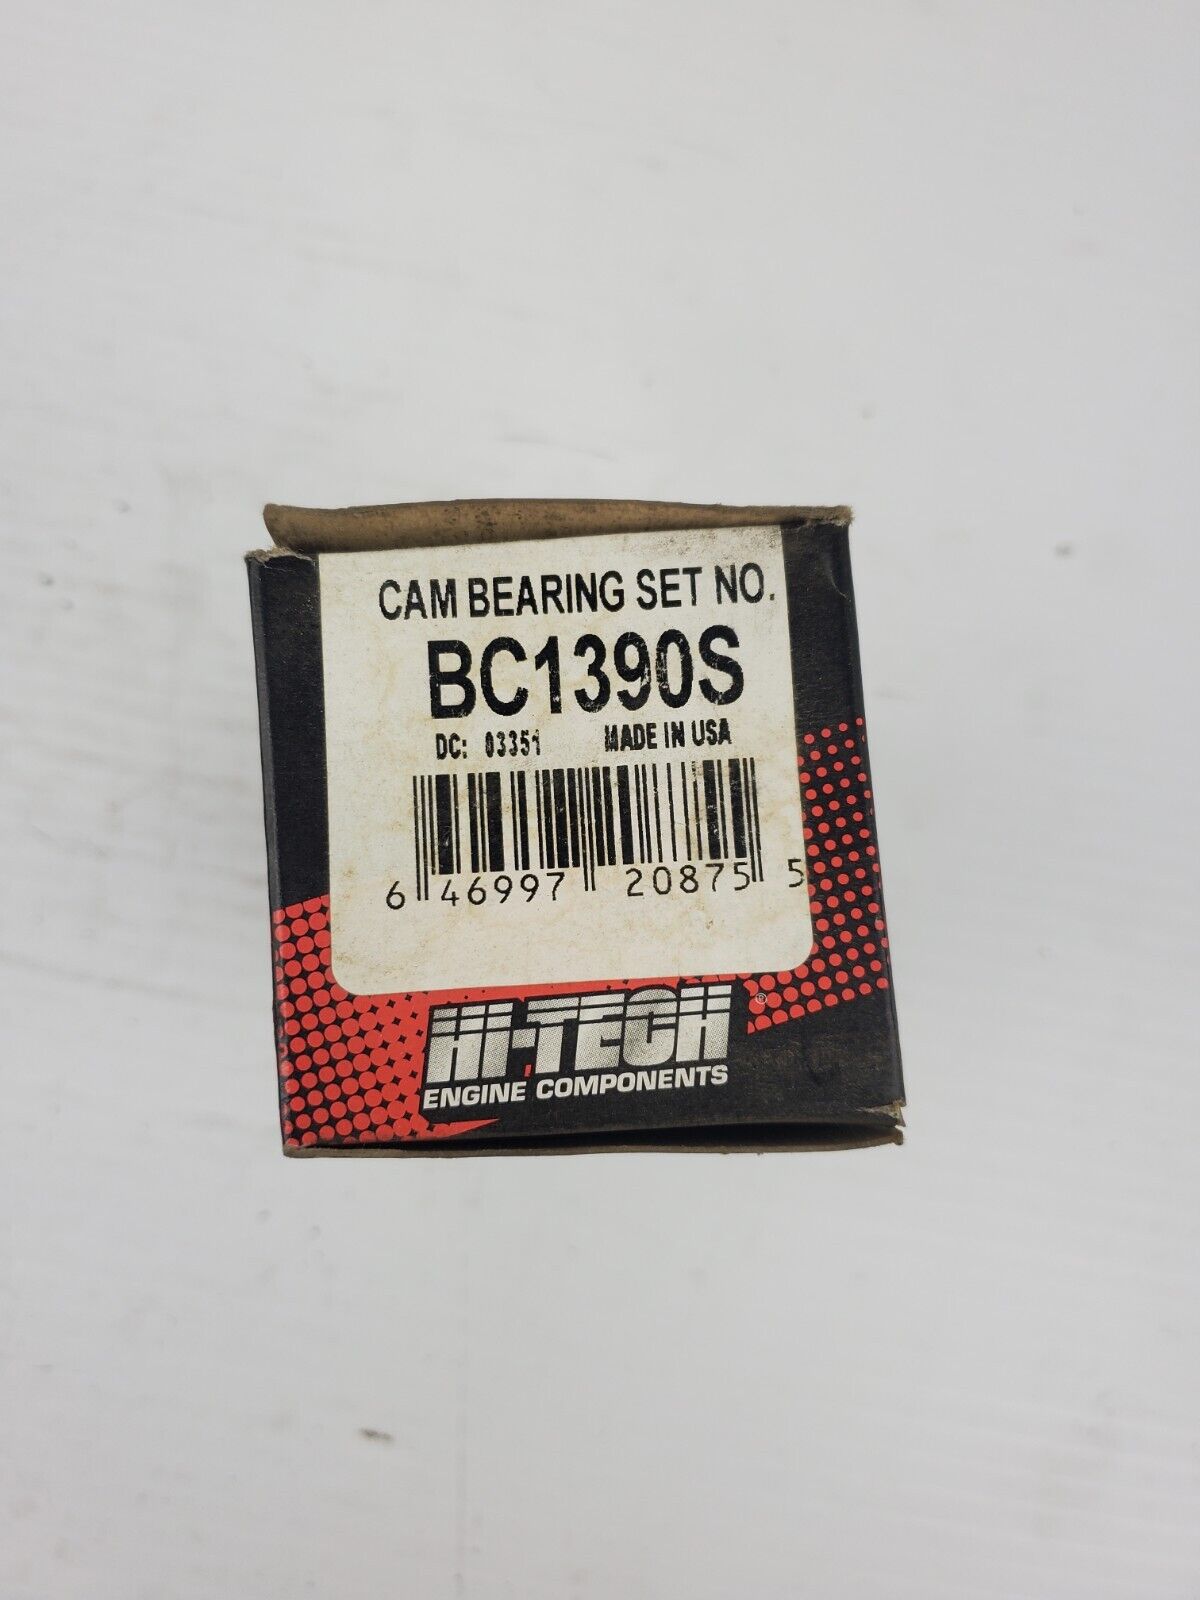 CAM BEARING SET NO.
BC1390S
DC: 03351 MADE IN USA
6 46997 20875 5
HI-TECH ®
ENGINE COMPONENTS